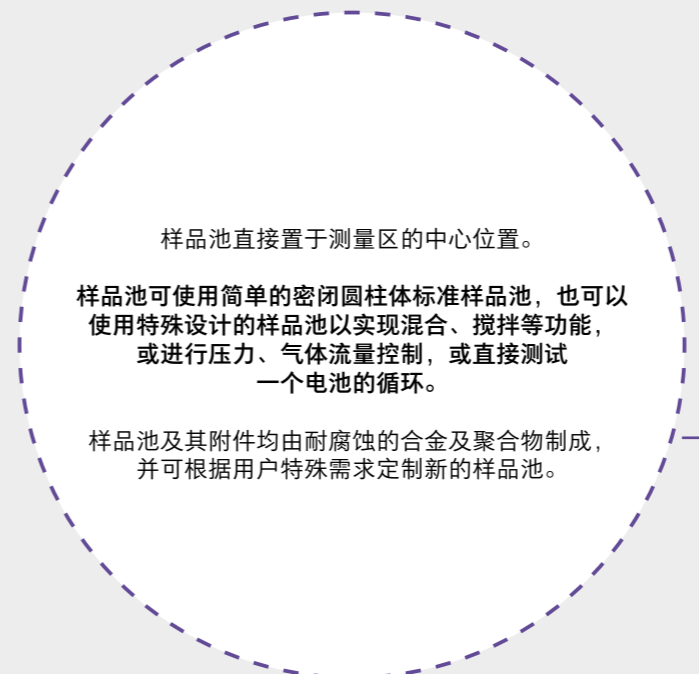 样品池直接置于测量区的中心位置。
样品池可使用简单的密闭圆柱体标准样品池，也可以
使用特殊设计的样品池以实现混合、搅拌等功能，
或进行压力、气体流量控制，或直接测试
一个电池的循环。
样品池及其附件均由耐腐蚀的合金及聚合物制成，
并可根据用户特殊需求定制新的样品池。